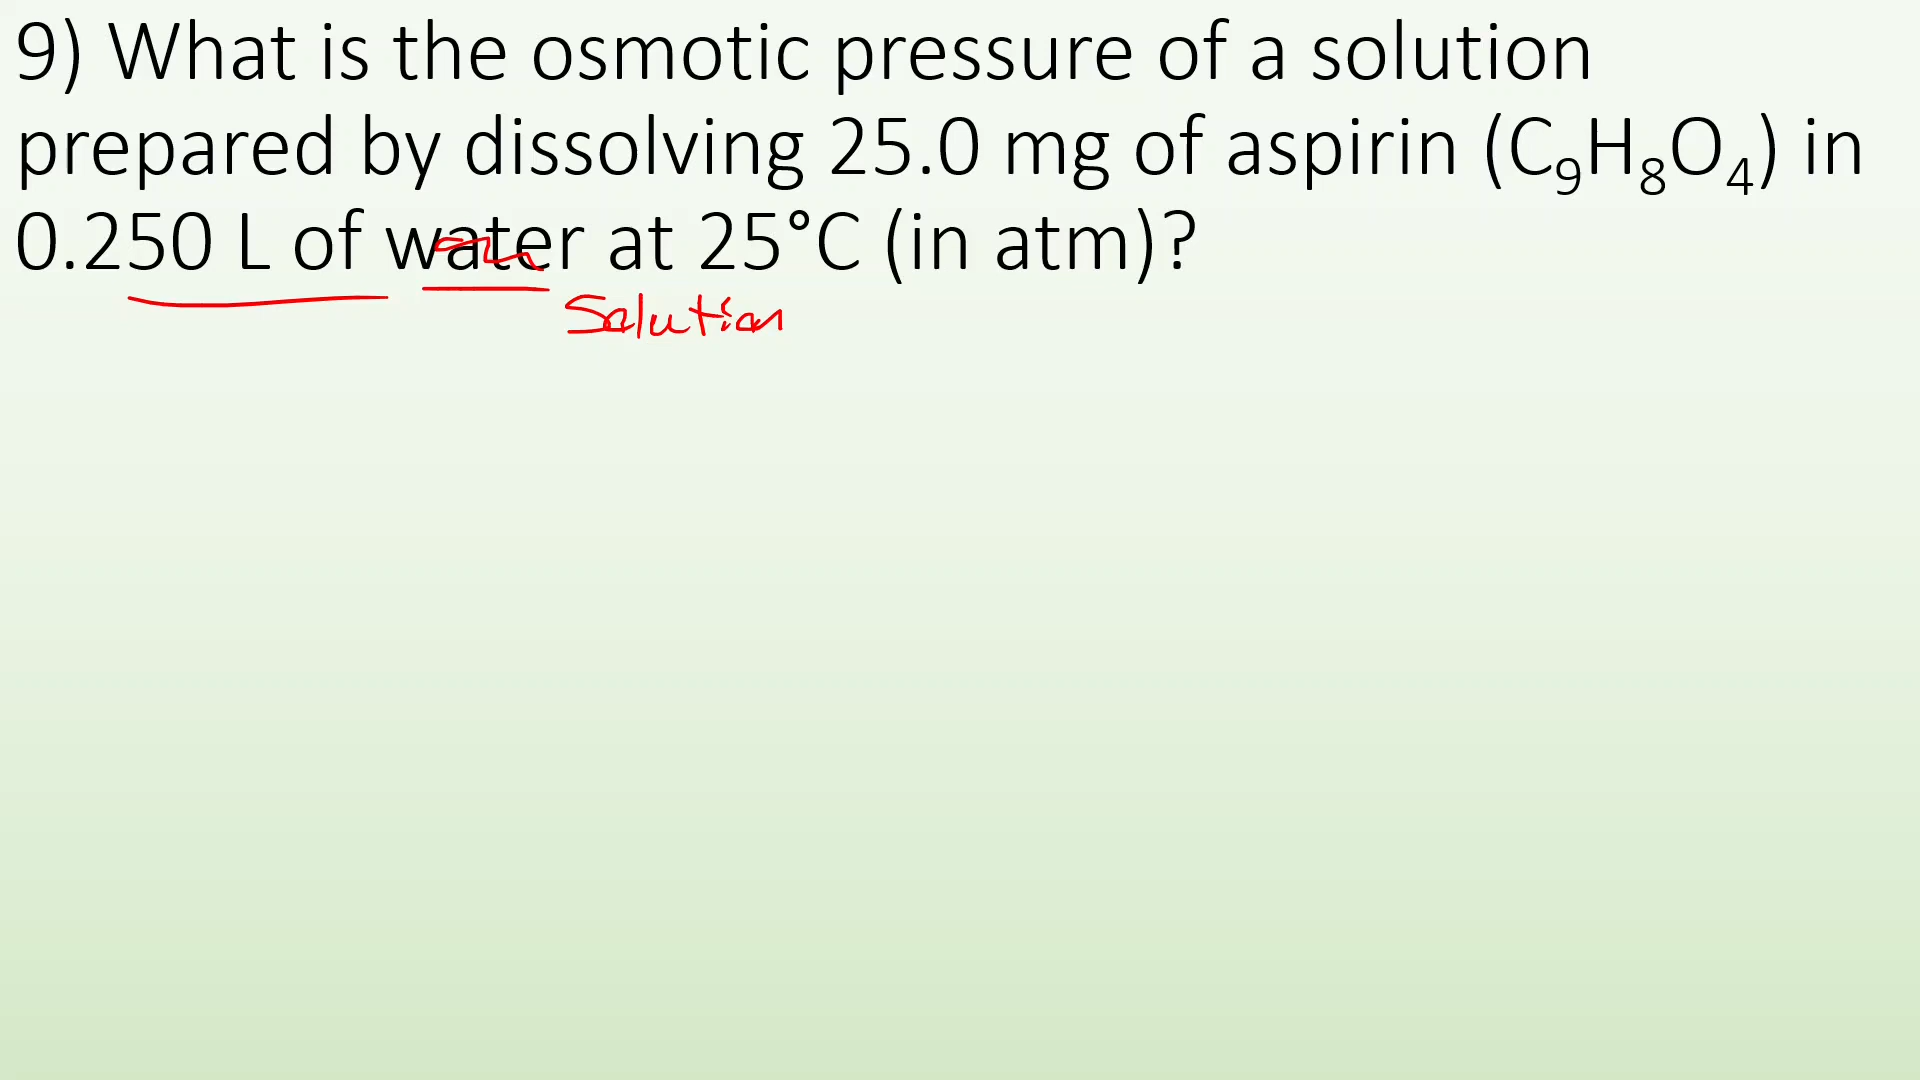 9) What is the osmotic pressure of a solution
prepared by dissolving 25.0 mg of aspirin (C₉H₈O₄) in
0.250 L of water at 25°C (in atm)?
Solution